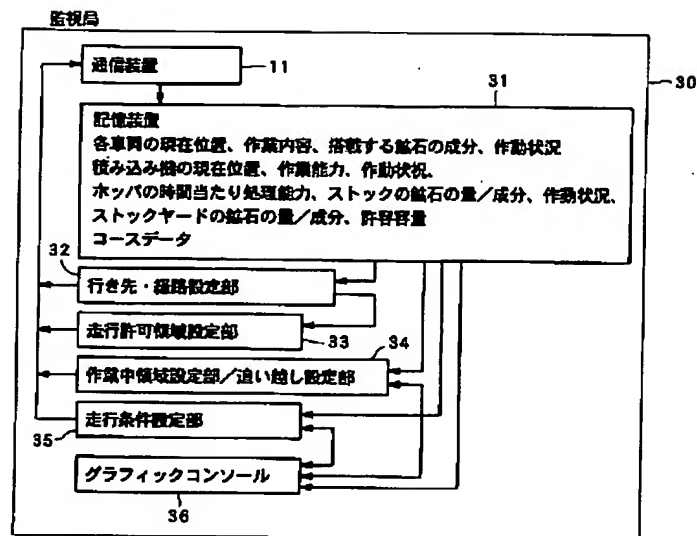 監視局
通信装置
11
30
31
記憶装置
各車両の現在位置、作業内容、搭載する鉱石の成分、作動状況
積み込み機の現在位置、作業能力、作動状況、
ホッパの時間当たり処理能力、ストックの鉱石の量/成分、作動状況、
ストックヤードの鉱石の量/成分、許容容量
コースデータ
32
行き先・経路設定部
走行許可領域設定部
33
34
作業中領域設定部/追い越し設定部
走行条件設定部
35
グラフィックコンソール
36